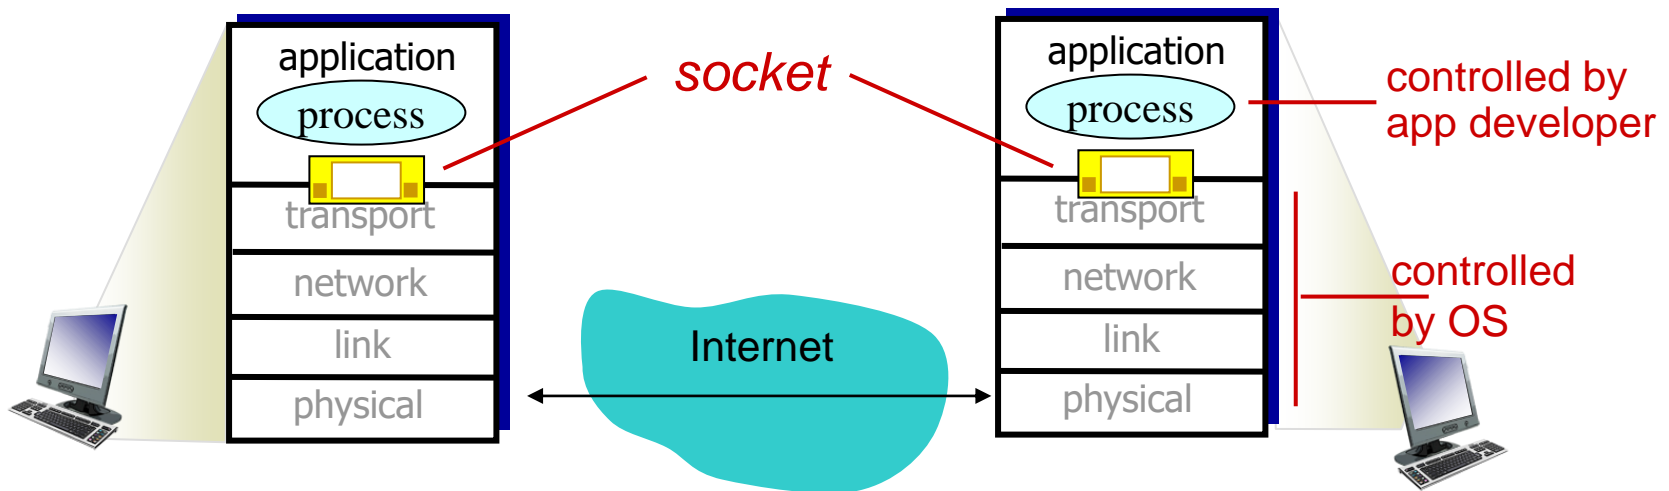 application
process
transport
network
link
physical
socket
Internet
application
process
transport
network
link
physical
controlled by
app developer
controlled
by OS